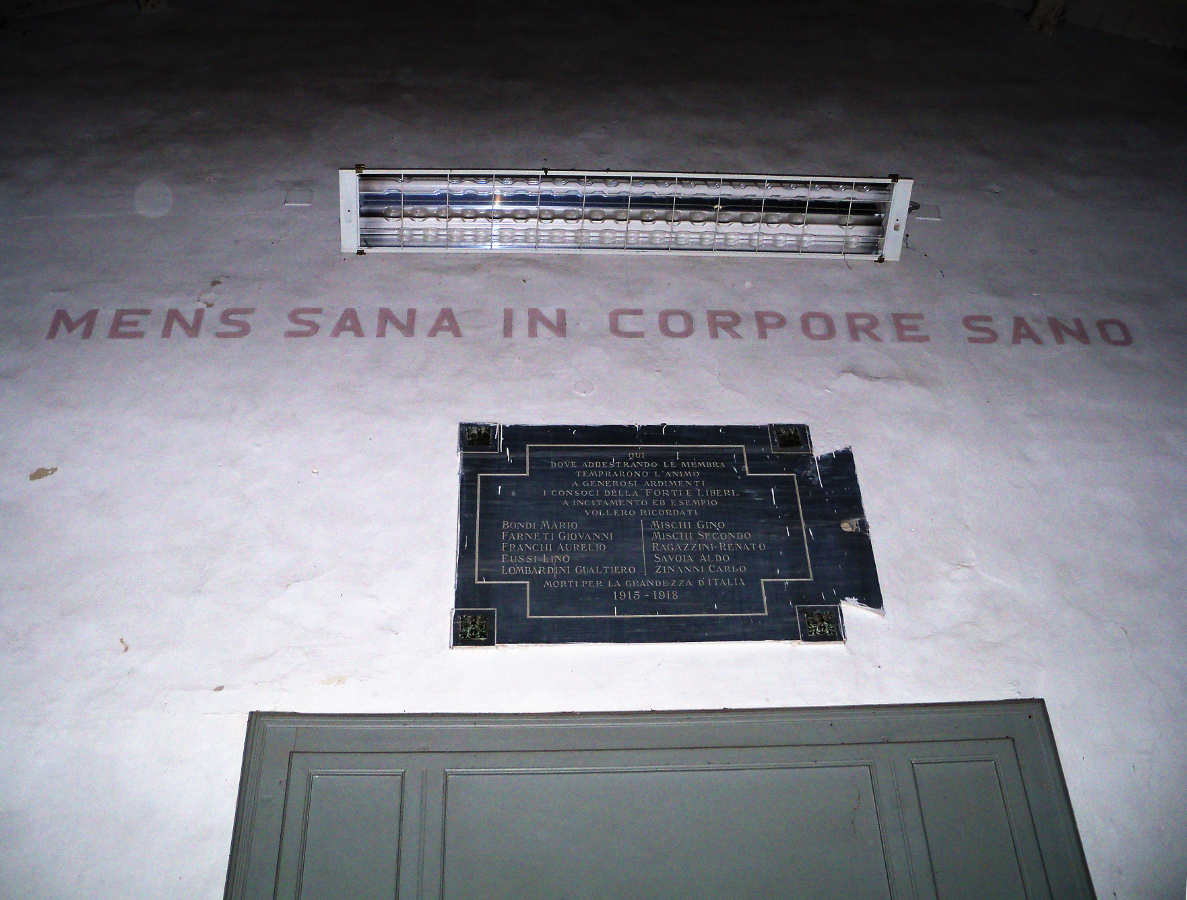 MENS SANA IN CORPORE SANO
QUI
DOVE ADDESTRANDO LE MEMBRA
TEMPRARONO L'ANIMO
A GENEROSI ARDIMENTI
I CONSOCI DELLA "FORTI E LIBERI"
A INCITAMENTO ED ESEMPIO
VOLLERO RICORDATI
BONDI MARIO
FARNETI GIOVANNI
FRANCHI AURELIO
FUSSI LINO
LOMBARDINI GUALTIERO
MISCHI GINO
MISCHI SECONDO
RAGAZZINI RENATO
SAVOIA ALDO
ZINANNI CARLO
MORTI PER LA GRANDEZZA D'ITALIA
1915 - 1918